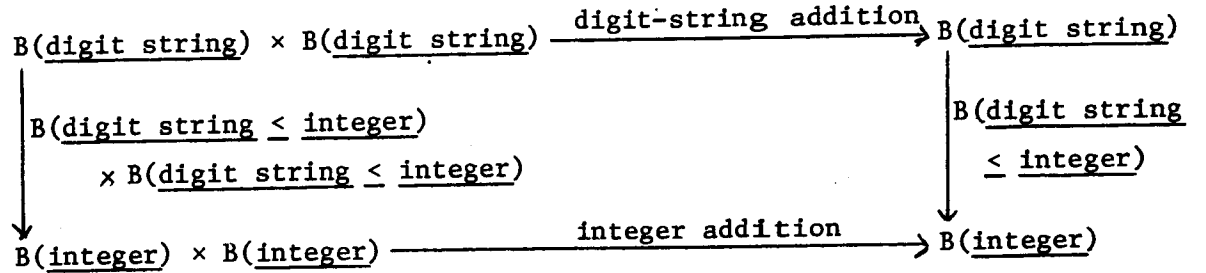 digit-string addition
B(digit string) × B(digit string) B(digit string)
B(digit string ≤ integer) B(digit string
× B(digit string ≤ integer) ≤ integer)
integer addition
B(integer) × B(integer) B(integer)